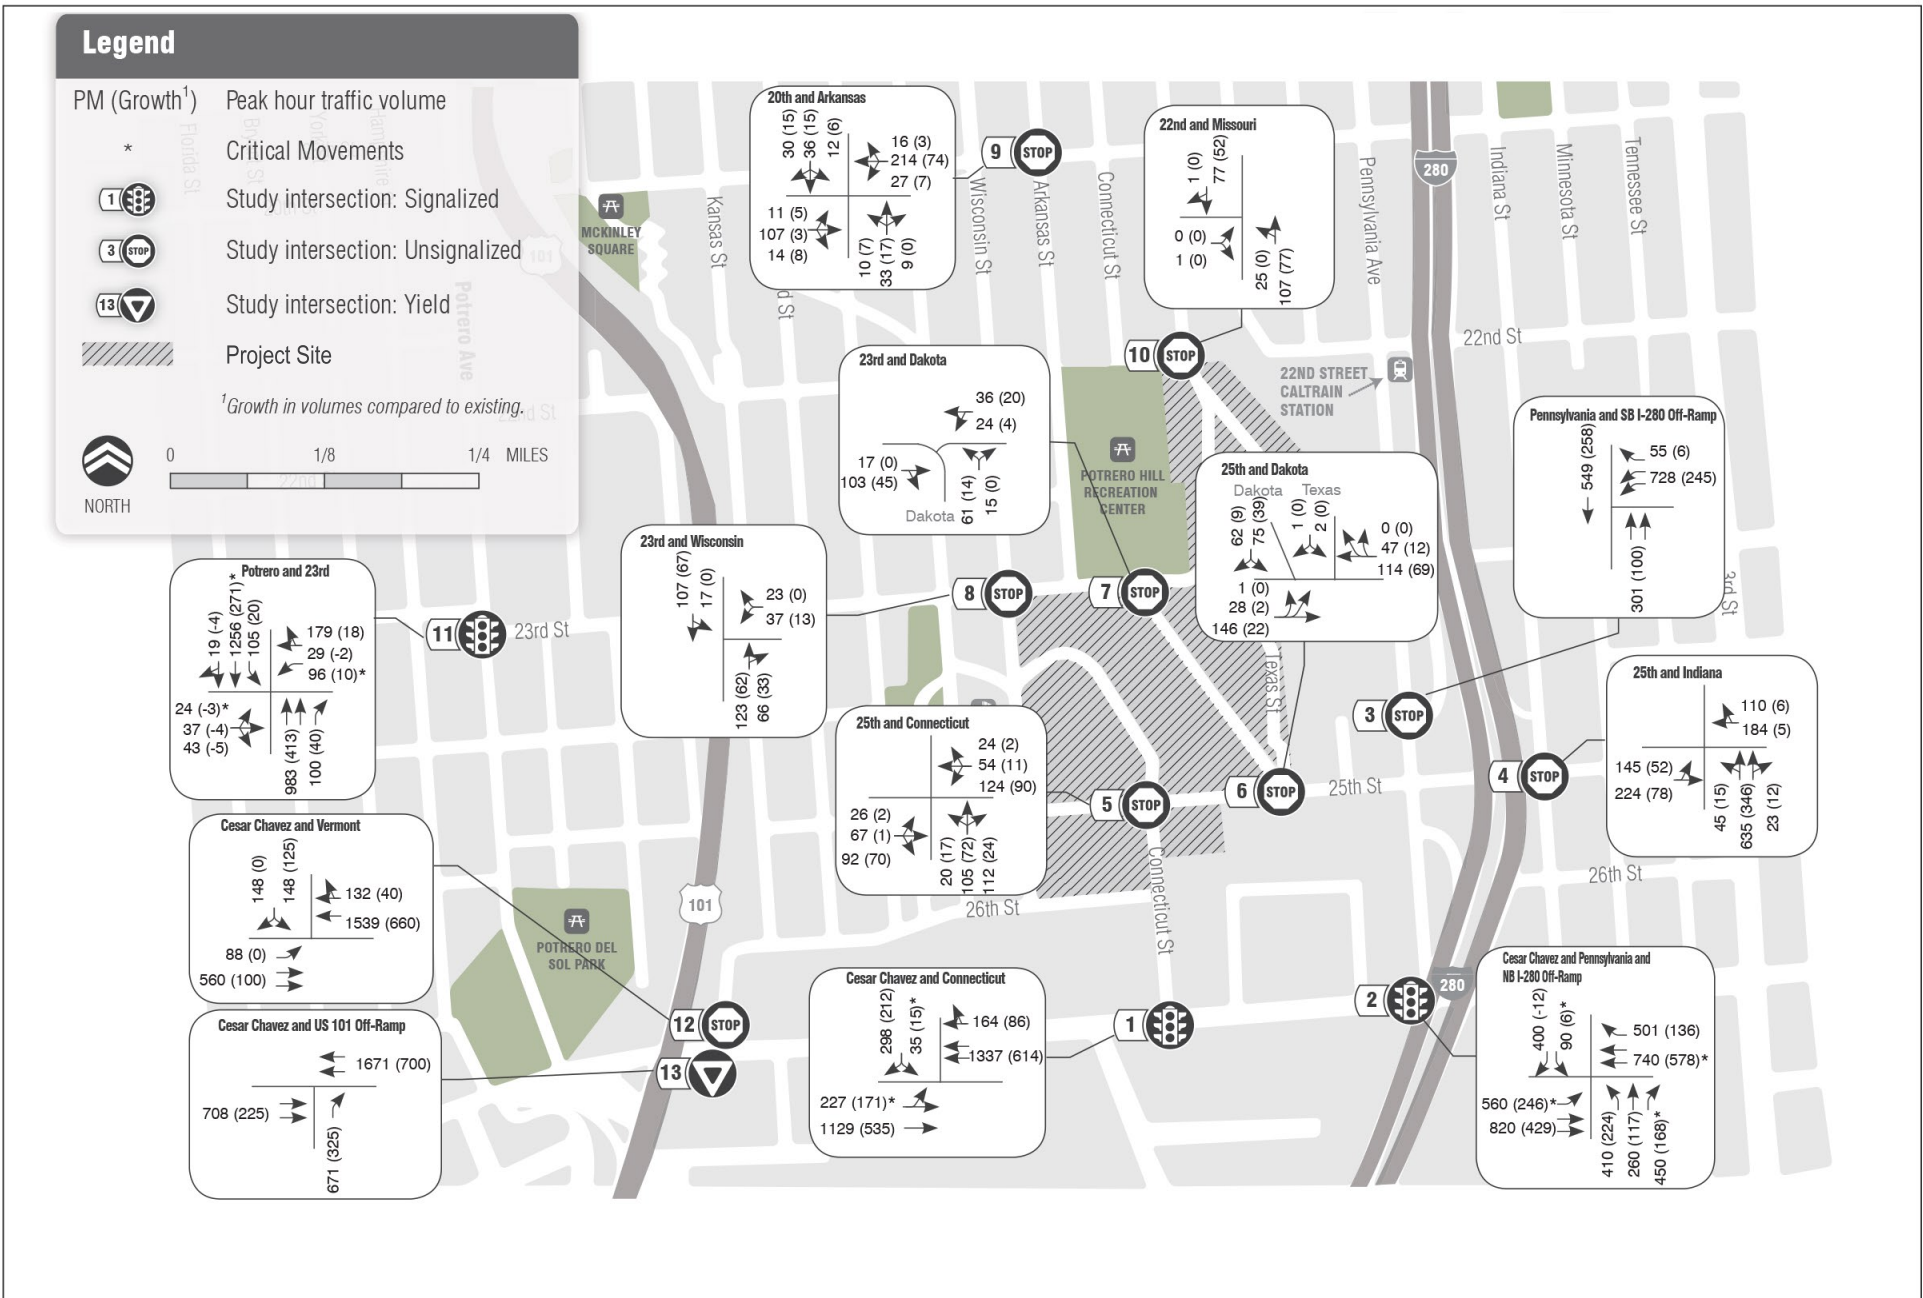 Legend
PM (Growth1) Peak hour traffic volume
* Critical Movements
1 Study intersection: Signalized
3 STOP Study intersection: Unsignalized
13 Study intersection: Yield
Project Site
1Growth in volumes compared to existing.
0 1/8 1/4 MILES
NORTH
Florida St
Potrero Ave
22nd St
22nd
101
MCKINLEY
SQUARE
Kansas St
20th and Arkansas
30 (15)
36 (15)
12 (6)
16 (3)
214 (74)
27 (7)
11 (5)
107 (3)
14 (8)
10 (7)
33 (17)
9 (0)
9 STOP
Wisconsin St
Arkansas St
Connecticut St
22nd and Missouri
1 (0)
77 (52)
0 (0)
1 (0)
25 (0)
107 (77)
10 STOP
Pennsylvania Ave
280
Indiana St
Minnesota St
Tennessee St
22nd St
22ND STREET
CALTRAIN
STATION
23rd and Dakota
36 (20)
24 (4)
17 (0)
103 (45)
Dakota
61 (14)
15 (0)
POTRERO HILL
RECREATION
CENTER
25th and Dakota
Dakota Texas
62 (9)
75 (39)
1 (0)
2 (0)
0 (0)
47 (12)
114 (69)
1 (0)
28 (2)
146 (22)
Pennsylvania and SB I-280 Off-Ramp
549 (258)
55 (6)
728 (245)
301 (100)
3rd St
Potrero and 23rd
19 (-4)
1256 (271)*
105 (20)
179 (18)
29 (-2)
96 (10)*
24 (-3)*
37 (-4)
43 (-5)
983 (413)
100 (40)
11
23rd St
23rd and Wisconsin
107 (67)
17 (0)
23 (0)
37 (13)
123 (62)
66 (33)
8 STOP
7 STOP
Texas St
3 STOP
25th and Indiana
110 (6)
184 (5)
145 (52)
224 (78)
45 (15)
635 (346)
23 (12)
4 STOP
25th and Connecticut
24 (2)
54 (11)
124 (90)
26 (2)
67 (1)
92 (70)
20 (17)
105 (72)
112 (24)
5 STOP
6 STOP
25th St
26th St
26th St
Connecticut St
Cesar Chavez and Vermont
148 (0)
148 (125)
132 (40)
1539 (660)
88 (0)
560 (100)
101
POTRERO DEL
SOL PARK
Cesar Chavez and US 101 Off-Ramp
1671 (700)
708 (225)
671 (325)
12 STOP
13
Cesar Chavez and Connecticut
298 (212)
35 (15)*
164 (86)
1337 (614)
227 (171)*
1129 (535)
1
2
280
Cesar Chavez and Pennsylvania and
NB I-280 Off-Ramp
400 (-12)
90 (6)*
501 (136)
740 (578)*
560 (246)*
820 (429)
410 (224)
260 (117)
450 (168)*